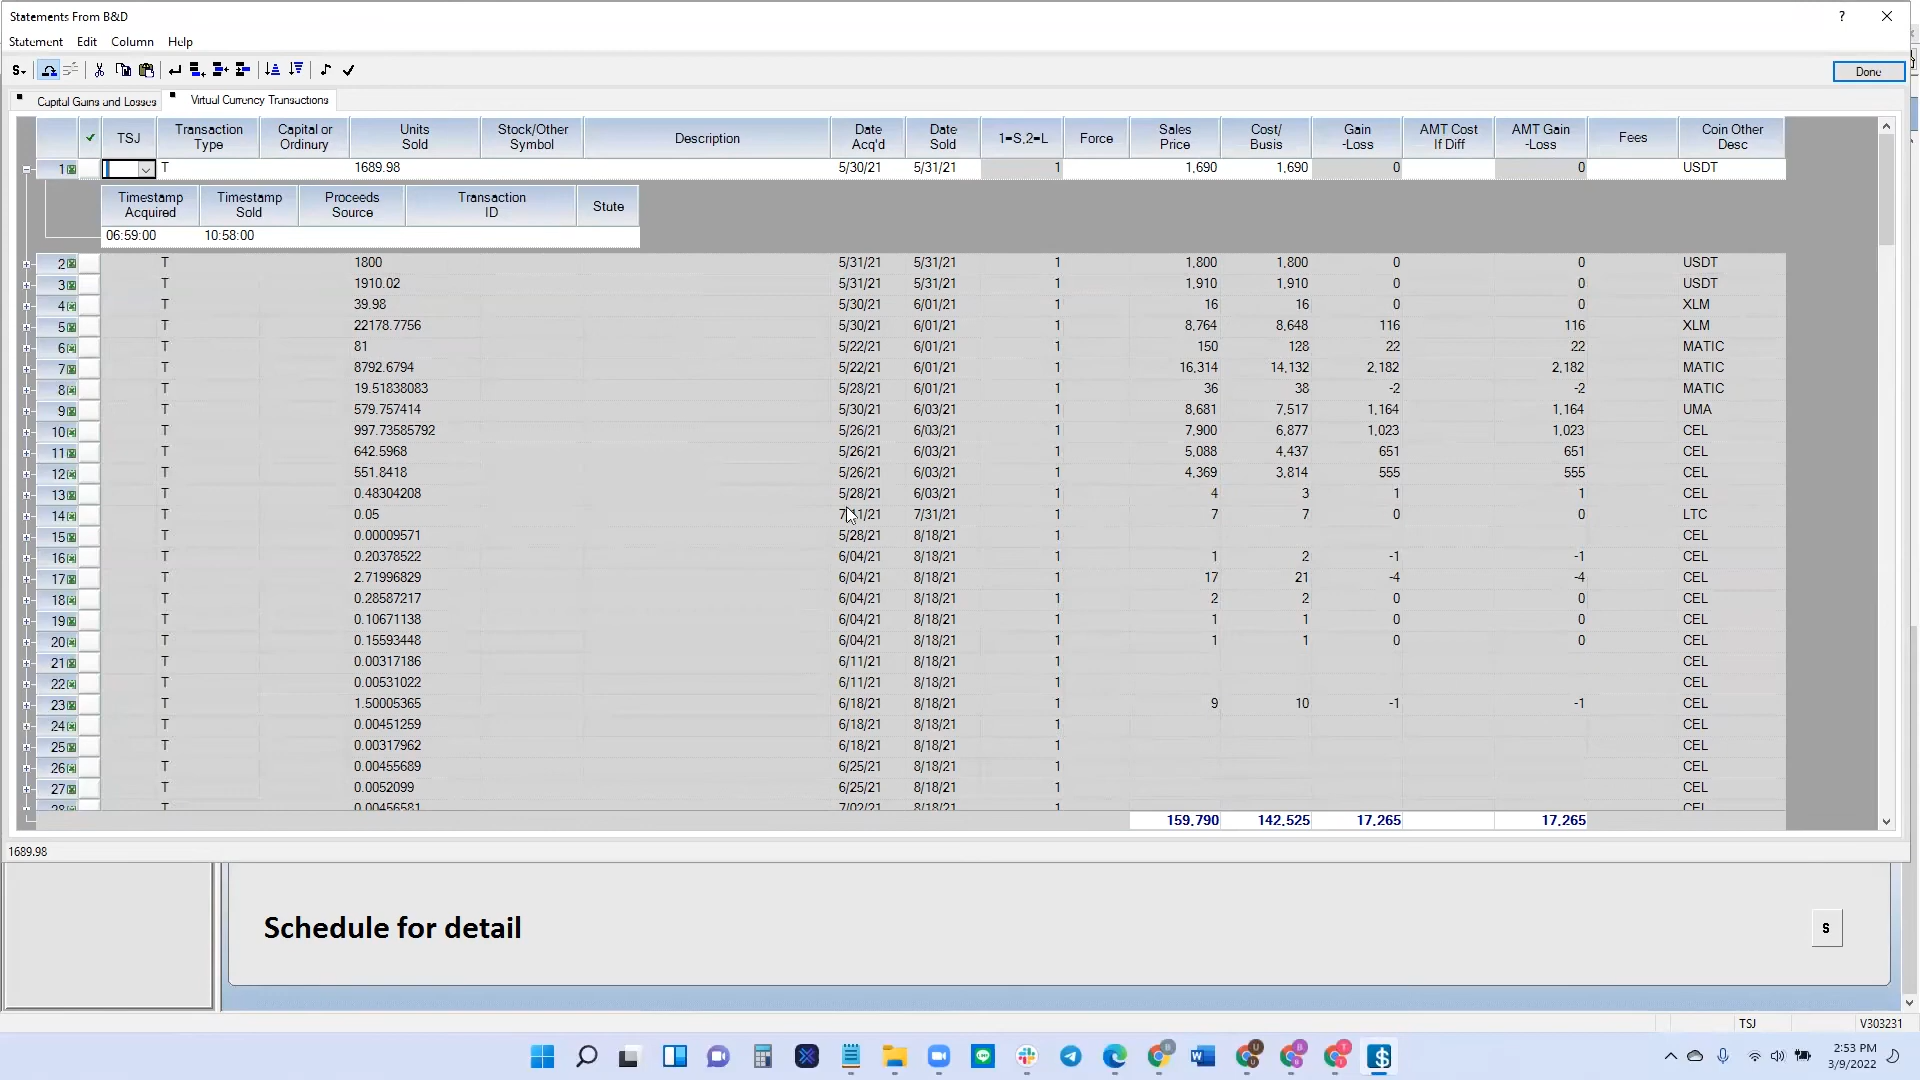 Statements From B&D
? 
Statement Edit Column Help
S
Done
Capital Gains and Losses Virtual Currency Transactions
TSJ Transaction Type Capital or Ordinary Units Sold Stock/Other Symbol Description Date Acq'd Date Sold 1=S,2=L Force Sales Price Cost/ Basis Gain -Loss AMT Cost If Diff AMT Gain -Loss Fees Coin Other Desc
1 T 1689.98 5/30/21 5/31/21 1 1,690 1,690 0 0 USDT
Timestamp Acquired Timestamp Sold Proceeds Source Transaction ID State
06:59:00 10:58:00
2 T 1800 5/31/21 5/31/21 1 1,800 1,800 0 0 USDT
3 T 1910.02 5/31/21 5/31/21 1 1,910 1,910 0 0 USDT
4 T 39.98 5/30/21 6/01/21 1 16 16 0 0 XLM
5 T 22178.7756 5/30/21 6/01/21 1 8,764 8,648 116 116 XLM
6 T 81 5/22/21 6/01/21 1 150 128 22 22 MATIC
7 T 8792.6794 5/22/21 6/01/21 1 16,314 14,132 2,182 2,182 MATIC
8 T 19.51838083 5/28/21 6/01/21 1 36 38 -2 -2 MATIC
9 T 579.757414 5/30/21 6/03/21 1 8,681 7,517 1,164 1,164 UMA
10 T 997.73585792 5/26/21 6/03/21 1 7,900 6,877 1,023 1,023 CEL
11 T 642.5968 5/26/21 6/03/21 1 5,088 4,437 651 651 CEL
12 T 551.8418 5/26/21 6/03/21 1 4,369 3,814 555 555 CEL
13 T 0.48304208 5/28/21 6/03/21 1 4 3 1 1 CEL
14 T 0.05 7/31/21 1 7 7 0 0 LTC
15 T 0.00009571 5/28/21 8/18/21 1 CEL
16 T 0.20378522 6/04/21 8/18/21 1 1 2 -1 -1 CEL
17 T 2.71996829 6/04/21 8/18/21 1 17 21 -4 -4 CEL
18 T 0.28587217 6/04/21 8/18/21 1 2 2 0 0 CEL
19 T 0.10671138 6/04/21 8/18/21 1 1 1 0 0 CEL
20 T 0.15593448 6/04/21 8/18/21 1 1 1 0 0 CEL
21 T 0.00317186 6/11/21 8/18/21 1 CEL
22 T 0.00531022 6/11/21 8/18/21 1 CEL
23 T 1.50005365 6/18/21 8/18/21 1 9 10 -1 -1 CEL
24 T 0.00451259 6/18/21 8/18/21 1 CEL
25 T 0.00317962 6/18/21 8/18/21 1 CEL
26 T 0.00455689 6/25/21 8/18/21 1 CEL
27 T 0.0052099 6/25/21 8/18/21 1 CEL
28 T 0.00456581 7/02/21 8/18/21 1 CEL
159,790 142,525 17,265 17,265
1689.98
Schedule for detail
S
TSJ V303231
2:53 PM
3/9/2022